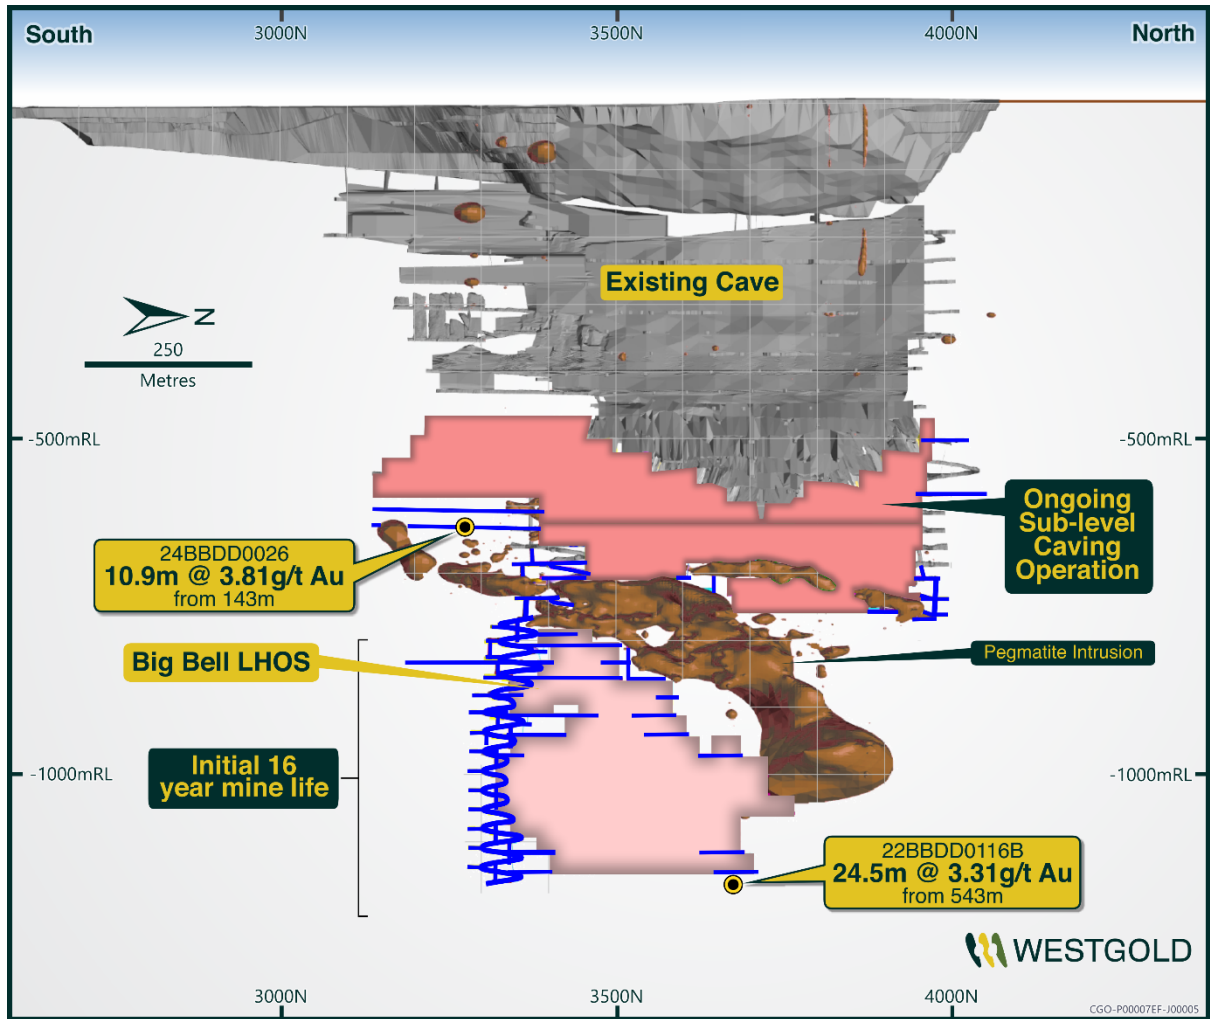 South
3000N
3500N
4000N
North
Existing Cave
N
250
Metres
-500mRL
-500mRL
Ongoing
Sub-level
Caving
Operation
24BBDD0026
10.9m @ 3.81g/t Au
from 143m
Big Bell LHOS
Pegmatite Intrusion
Initial 16
year mine life
-1000mRL
-1000mRL
22BBDD0116B
24.5m @ 3.31g/t Au
from 543m
WESTGOLD
3000N
3500N
4000N
CGO-P00007EF-J00005